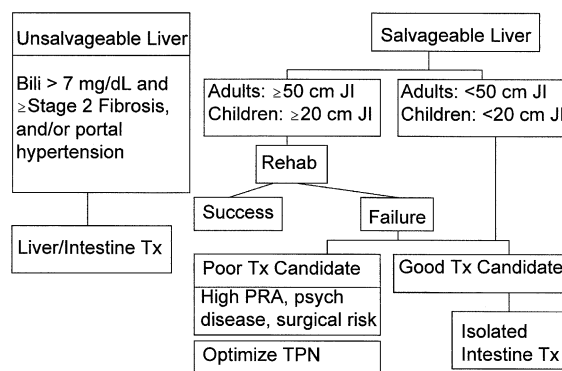 Unsalvageable Liver
Bili > 7 mg/dL and
≥Stage 2 Fibrosis,
and/or portal
hypertension
Liver/Intestine Tx
Salvageable Liver
Adults: ≥50 cm JI
Children: ≥20 cm JI
Adults: <50 cm JI
Children: <20 cm JI
Rehab
Success
Failure
Poor Tx Candidate
High PRA, psych
disease, surgical risk
Optimize TPN
Good Tx Candidate
Isolated
Intestine Tx